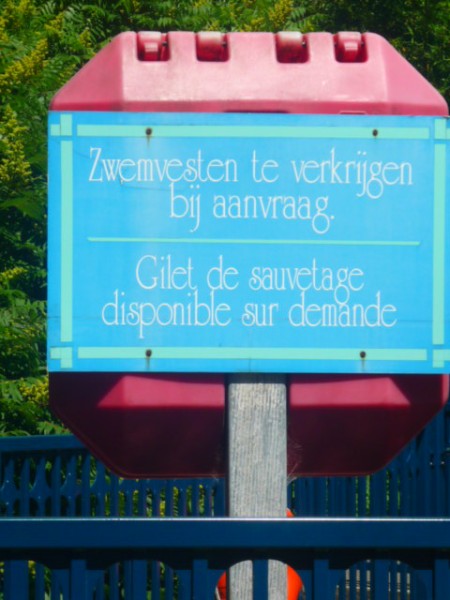 Zwemvesten te verkrijgen
bij aanvraag.
Gilet de sauvetage
disponible sur demande